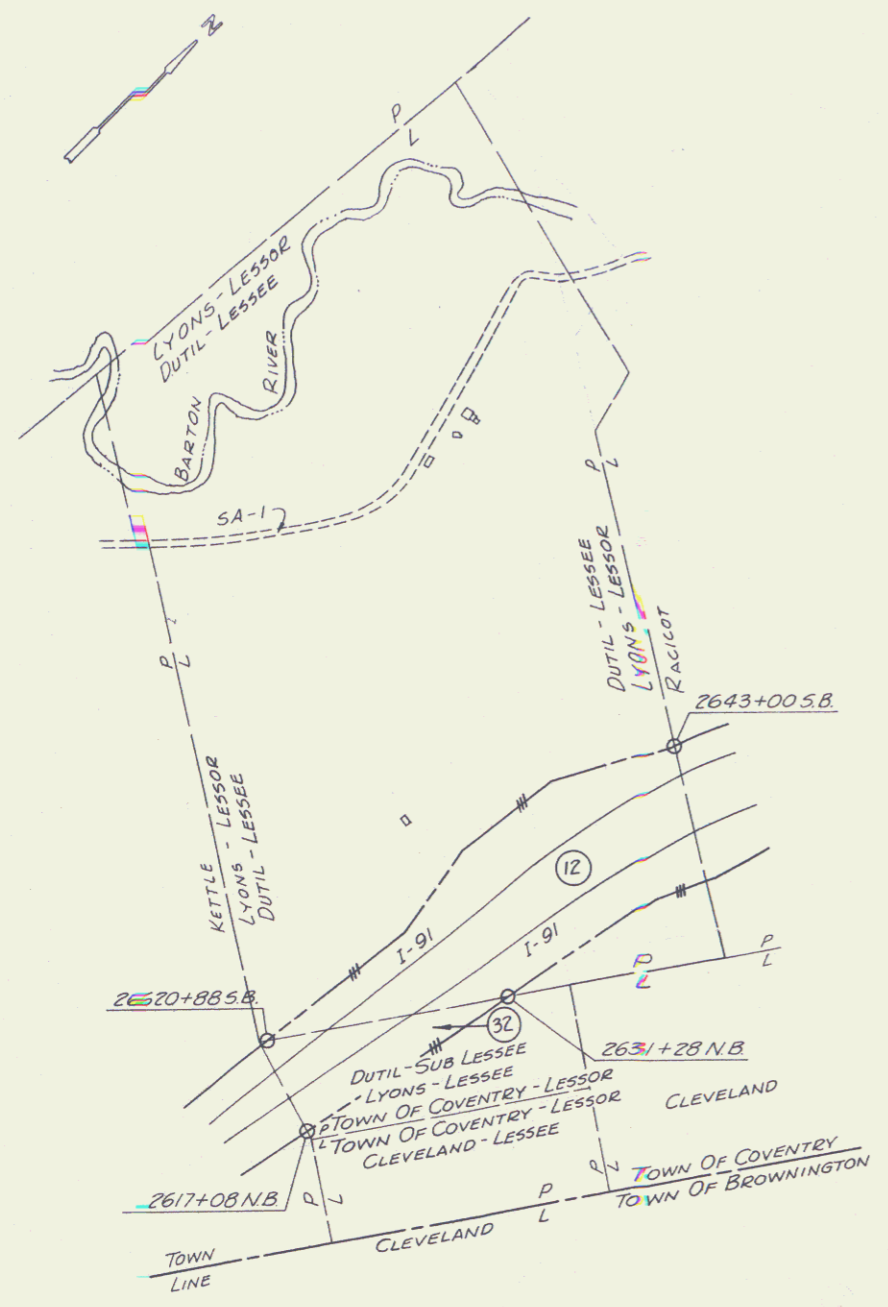 N
P
L
LYONS - LESSOR
DUTIL - LESSEE
BARTON
RIVER
SA-1
P
L
P
L
DUTIL - LESSEE
LYONS - LESSOR
RACICOT
2643+00 S.B.
KETTLE
LYONS - LESSOR
DUTIL - LESSEE
12
I-91
I-91
P
L
P
L
2620+88 S.B.
32
2631+28 N.B.
DUTIL - SUB LESSEE
LYONS - LESSEE
TOWN OF COVENTRY - LESSOR
P
L
TOWN OF COVENTRY - LESSOR
CLEVELAND - LESSEE
CLEVELAND
P
L
TOWN OF COVENTRY
TOWN OF BROWNINGTON
2617+08 N.B.
P
L
P
L
CLEVELAND
TOWN
LINE